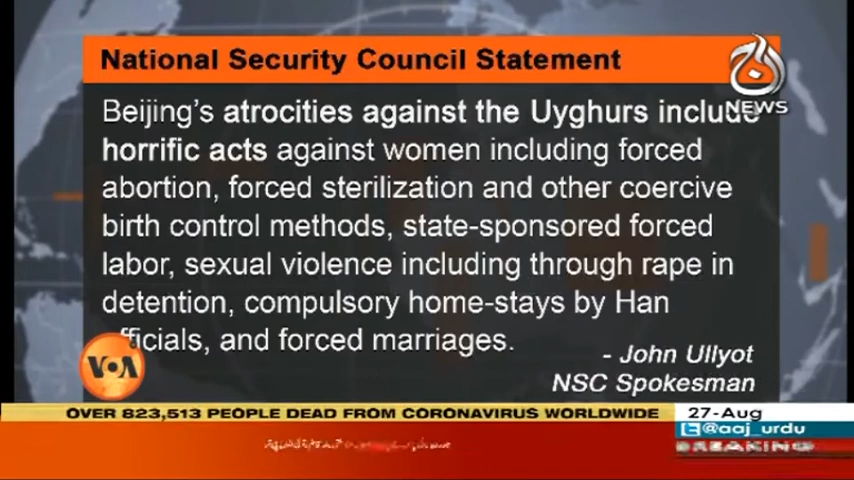 National Security Council Statement
NEWS
Beijing's atrocities against the Uyghurs include
horrific acts against women including forced
abortion, forced sterilization and other coercive
birth control methods, state-sponsored forced
labor, sexual violence including through rape in
detention, compulsory home-stays by Han
officials, and forced marriages.
- John Ullyot
NSC Spokesman
VOA
OVER 823,513 PEOPLE DEAD FROM CORONAVIRUS WORLDWIDE
27-Aug
@aaj_urdu
BREAKING